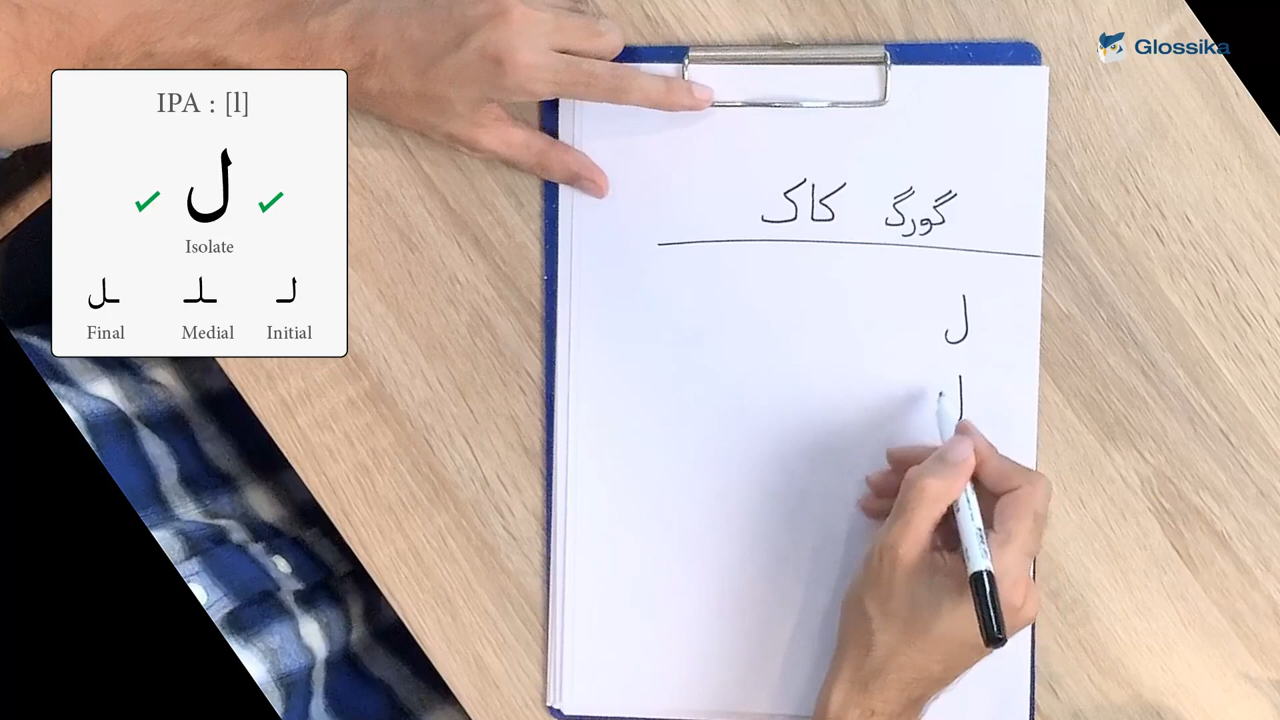 Glossika
IPA : [l]
ل
Isolate
ـل ـلـ لـ
Final Medial Initial
گورگ کاک
ل
ل